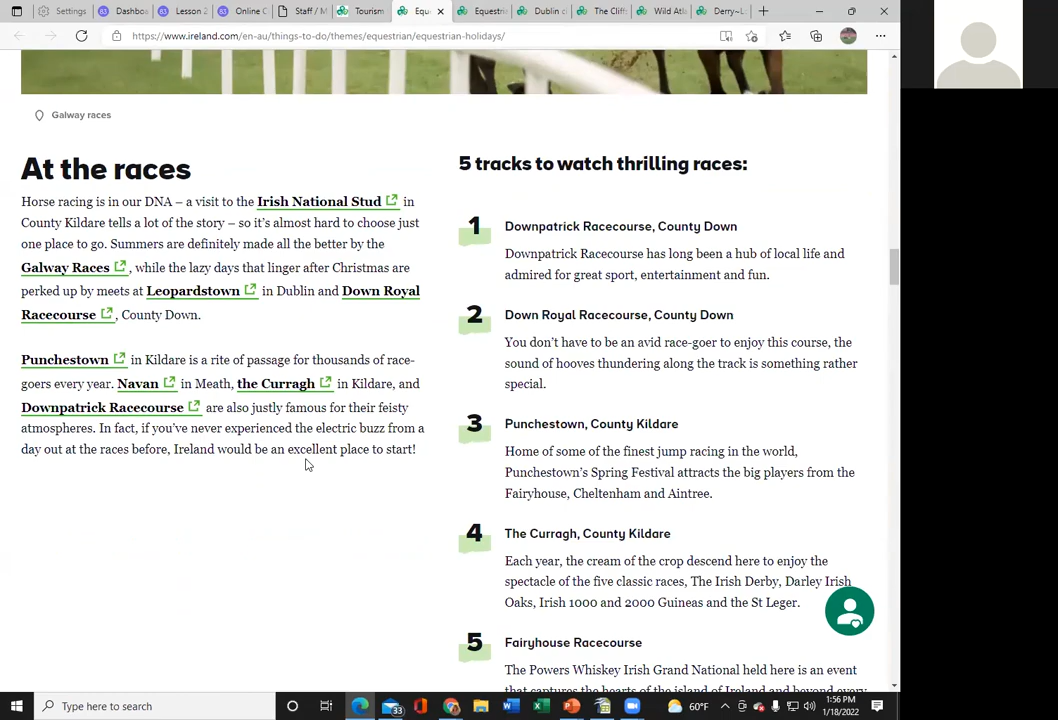 Settings
Dashbo
Lesson 2
Online C
Staff / M
Tourism
Equ
Equestri
Dublin ci
The Cliff
Wild Atl
Derry~L
https://www.ireland.com/en-au/things-to-do/themes/equestrian/equestrian-holidays/
Galway races
At the races
Horse racing is in our DNA – a visit to the Irish National Stud in
County Kildare tells a lot of the story – so it's almost hard to choose just
one place to go. Summers are definitely made all the better by the
Galway Races , while the lazy days that linger after Christmas are
perked up by meets at Leopardstown in Dublin and Down Royal
Racecourse , County Down.
Punchestown in Kildare is a rite of passage for thousands of race-
goers every year. Navan in Meath, the Curragh in Kildare, and
Downpatrick Racecourse are also justly famous for their feisty
atmospheres. In fact, if you've never experienced the electric buzz from a
day out at the races before, Ireland would be an excellent place to start!
5 tracks to watch thrilling races:
1
Downpatrick Racecourse, County Down
Downpatrick Racecourse has long been a hub of local life and
admired for great sport, entertainment and fun.
2
Down Royal Racecourse, County Down
You don't have to be an avid race-goer to enjoy this course, the
sound of hooves thundering along the track is something rather
special.
3
Punchestown, County Kildare
Home of some of the finest jump racing in the world,
Punchestown's Spring Festival attracts the big players from the
Fairyhouse, Cheltenham and Aintree.
4
The Curragh, County Kildare
Each year, the cream of the crop descend here to enjoy the
spectacle of the five classic races, The Irish Derby, Darley Irish
Oaks, Irish 1000 and 2000 Guineas and the St Leger.
5
Fairyhouse Racecourse
The Powers Whiskey Irish Grand National held here is an event
that captures the hearts of the island of Ireland and beyond every
Type here to search
33
60°F
1:56 PM
1/18/2022